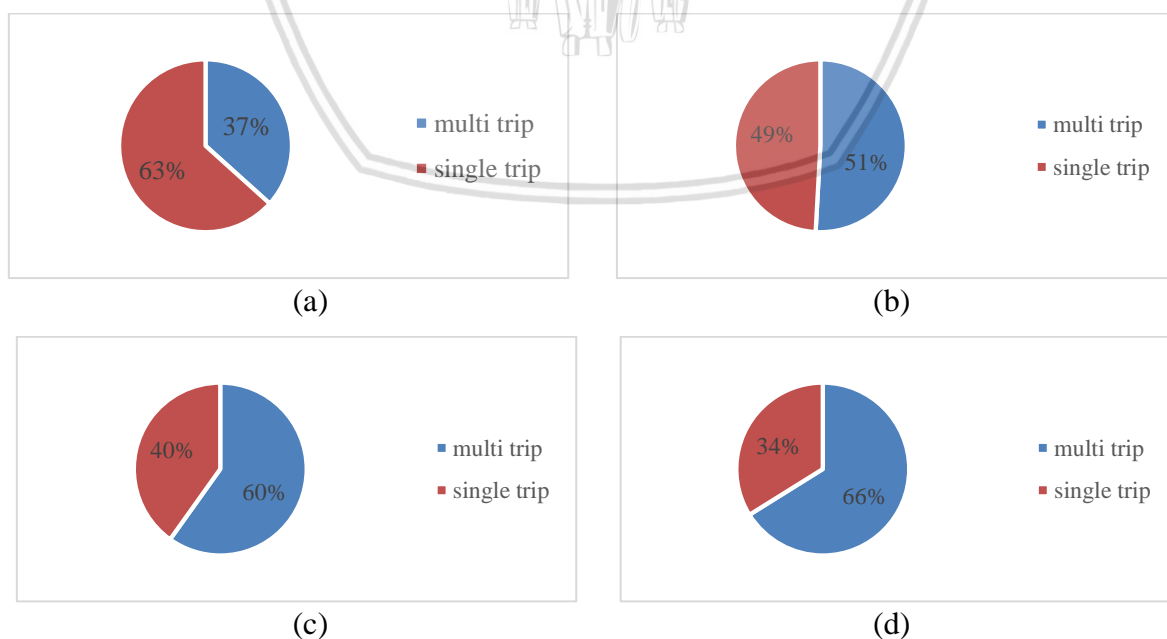 37%
63%
multi trip
single trip
(a)
49%
51%
multi trip
single trip
(b)
40%
60%
multi trip
single trip
(c)
34%
66%
multi trip
single trip
(d)